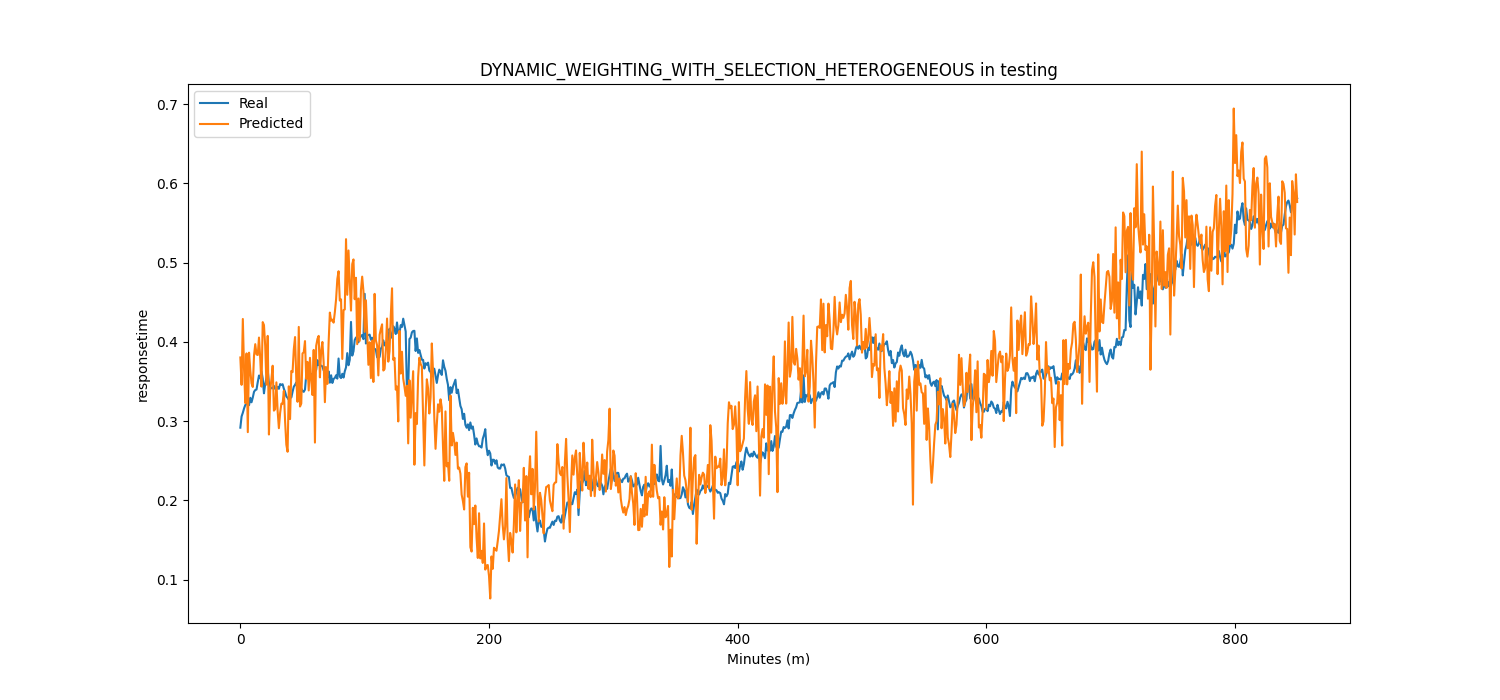 DYNAMIC_WEIGHTING_WITH_SELECTION_HETEROGENEOUS in testing
Real
Predicted
0.7
0.6
0.5
0.4
0.3
0.2
0.1
responsetime
0 200 400 600 800
Minutes (m)